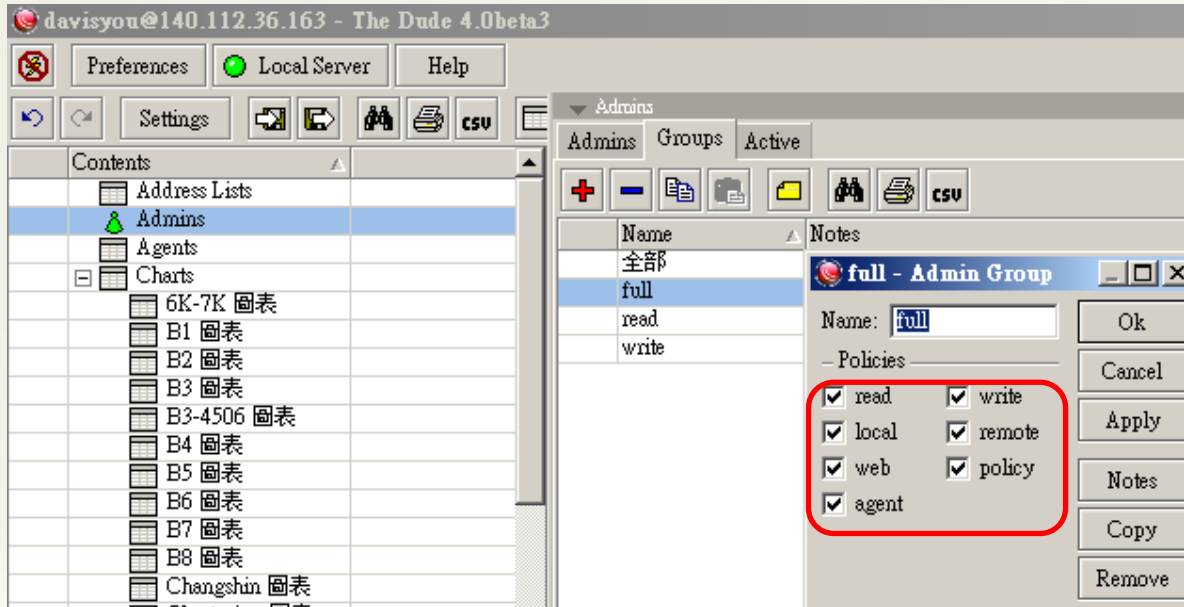 davisyou@140.112.36.163 - The Dude 4.0beta3
Preferences
Local Server
Help
Settings
csv
Contents
Address Lists
Admins
Agents
Charts
6K-7K 圖表
B1 圖表
B2 圖表
B3 圖表
B3-4506 圖表
B4 圖表
B5 圖表
B6 圖表
B7 圖表
B8 圖表
Changshin 圖表
Admins
Admins Groups Active
csv
Name Notes
全部
full
read
write
full - Admin Group
Name: full
Policies
read write
local remote
web policy
agent
Ok
Cancel
Apply
Notes
Copy
Remove